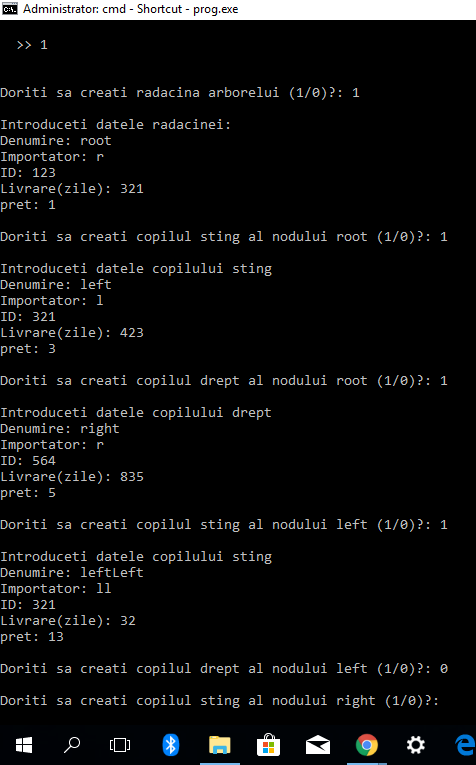 Administrator: cmd - Shortcut - prog.exe
>> 1
Doriti sa creati radacina arborelui (1/0)?: 1
Introduceti datele radacinei:
Denumire: root
Importator: r
ID: 123
Livrare(zile): 321
pret: 1
Doriti sa creati copilul sting al nodului root (1/0)?: 1
Introduceti datele copilului sting
Denumire: left
Importator: l
ID: 321
Livrare(zile): 423
pret: 3
Doriti sa creati copilul drept al nodului root (1/0)?: 1
Introduceti datele copilului drept
Denumire: right
Importator: r
ID: 564
Livrare(zile): 835
pret: 5
Doriti sa creati copilul sting al nodului left (1/0)?: 1
Introduceti datele copilului sting
Denumire: leftLeft
Importator: ll
ID: 321
Livrare(zile): 32
pret: 13
Doriti sa creati copilul drept al nodului left (1/0)?: 0
Doriti sa creati copilul sting al nodului right (1/0)?: